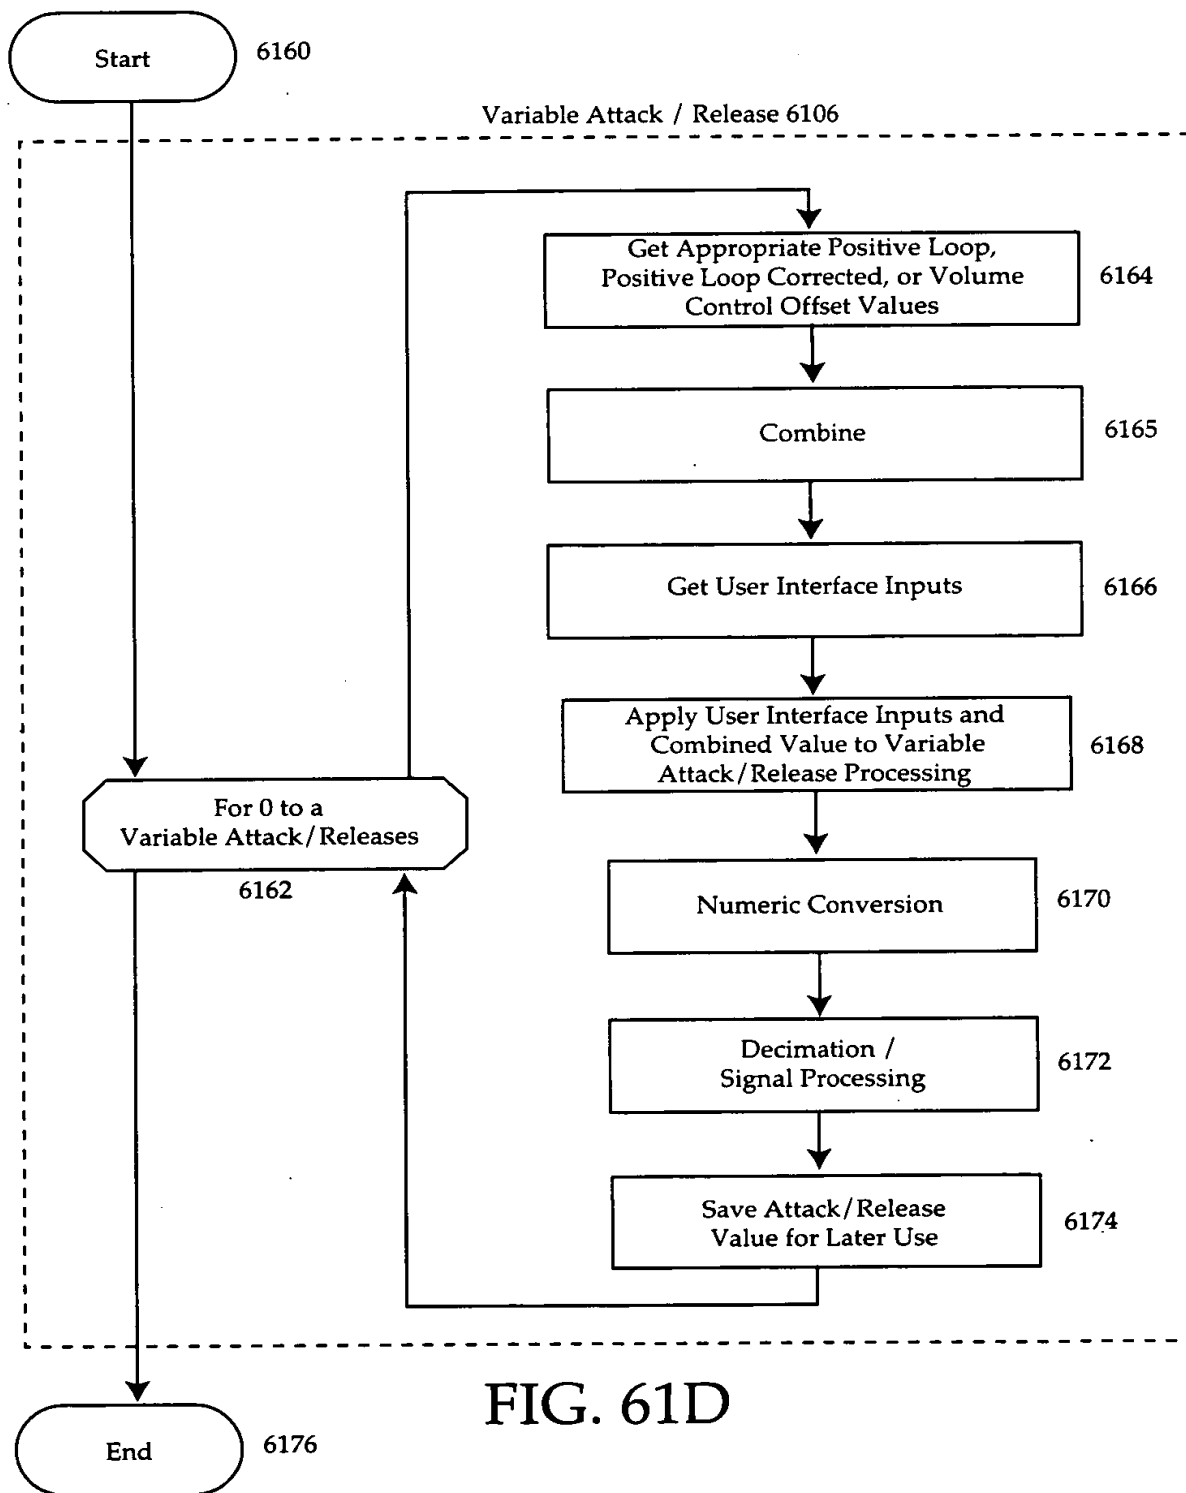 Start
6160
Variable Attack / Release 6106
Get Appropriate Positive Loop,
Positive Loop Corrected, or Volume
Control Offset Values
6164
Combine
6165
Get User Interface Inputs
6166
Apply User Interface Inputs and
Combined Value to Variable
Attack/Release Processing
6168
For 0 to a
Variable Attack/Releases
6162
Numeric Conversion
6170
Decimation /
Signal Processing
6172
Save Attack/Release
Value for Later Use
6174
End
6176
FIG. 61D